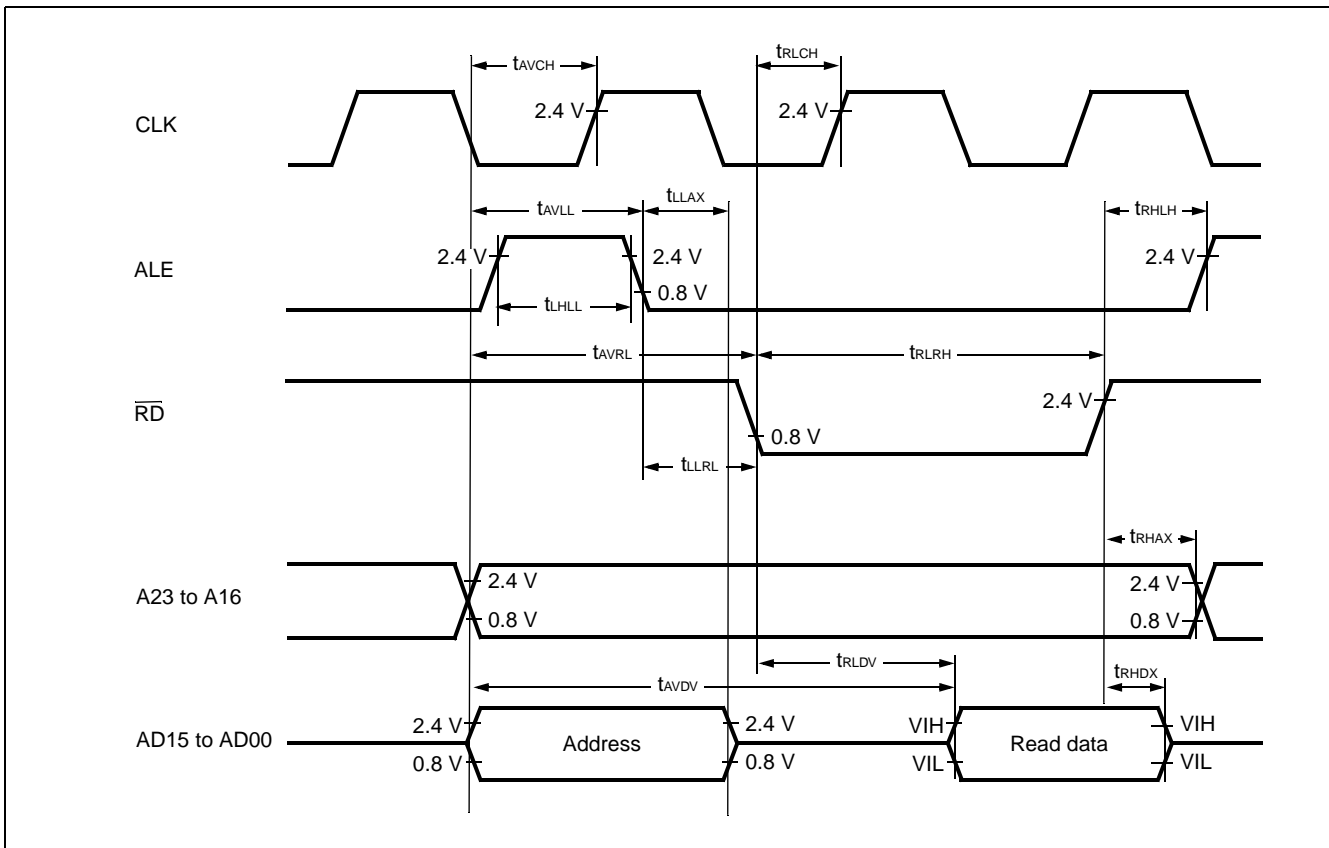 tAVCH
tRLCH
CLK
2.4 V
2.4 V
tAVLL
tLLAX
tRHLH
ALE
2.4 V
2.4 V
2.4 V
0.8 V
tLHLL
tAVRL
tRLRH
RD
2.4 V
0.8 V
tLLRL
tRHAX
A23 to A16
2.4 V
2.4 V
0.8 V
0.8 V
tRLDV
tAVDV
tRHDX
AD15 to AD00
2.4 V
2.4 V
VIH
VIH
Address
Read data
0.8 V
0.8 V
VIL
VIL